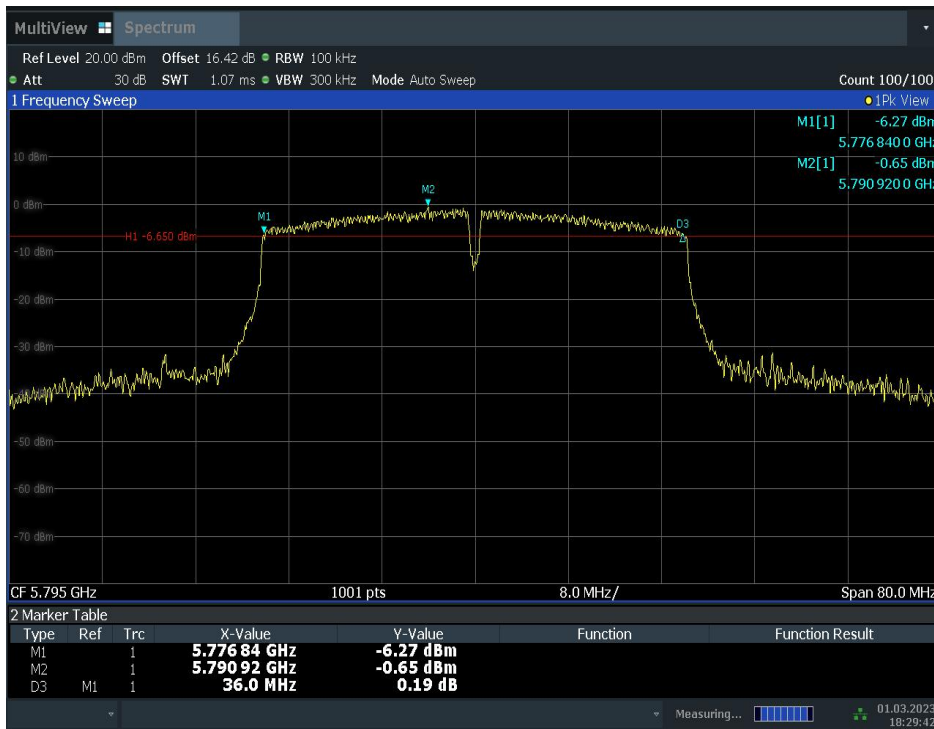 MultiView Spectrum
Ref Level 20.00 dBm Offset 16.42 dB RBW 100 kHz
Att 30 dB SWT 1.07 ms VBW 300 kHz Mode Auto Sweep Count 100/100
1 Frequency Sweep 1Pk View
M1[1] -6.27 dBm
5.776 840 0 GHz
10 dBm
M2[1] -0.65 dBm
5.790 920 0 GHz
M2
0 dBm
M1
D3
H1 -6.650 dBm
-10 dBm
-20 dBm
-30 dBm
-50 dBm
-60 dBm
-70 dBm
CF 5.795 GHz 1001 pts 8.0 MHz/ Span 80.0 MHz
2 Marker Table
Type Ref Trc X-Value Y-Value Function Function Result
M1 1 5.776 84 GHz -6.27 dBm
M2 1 5.790 92 GHz -0.65 dBm
D3 M1 1 36.0 MHz 0.19 dB
Measuring... 01.03.2023
18:29:42